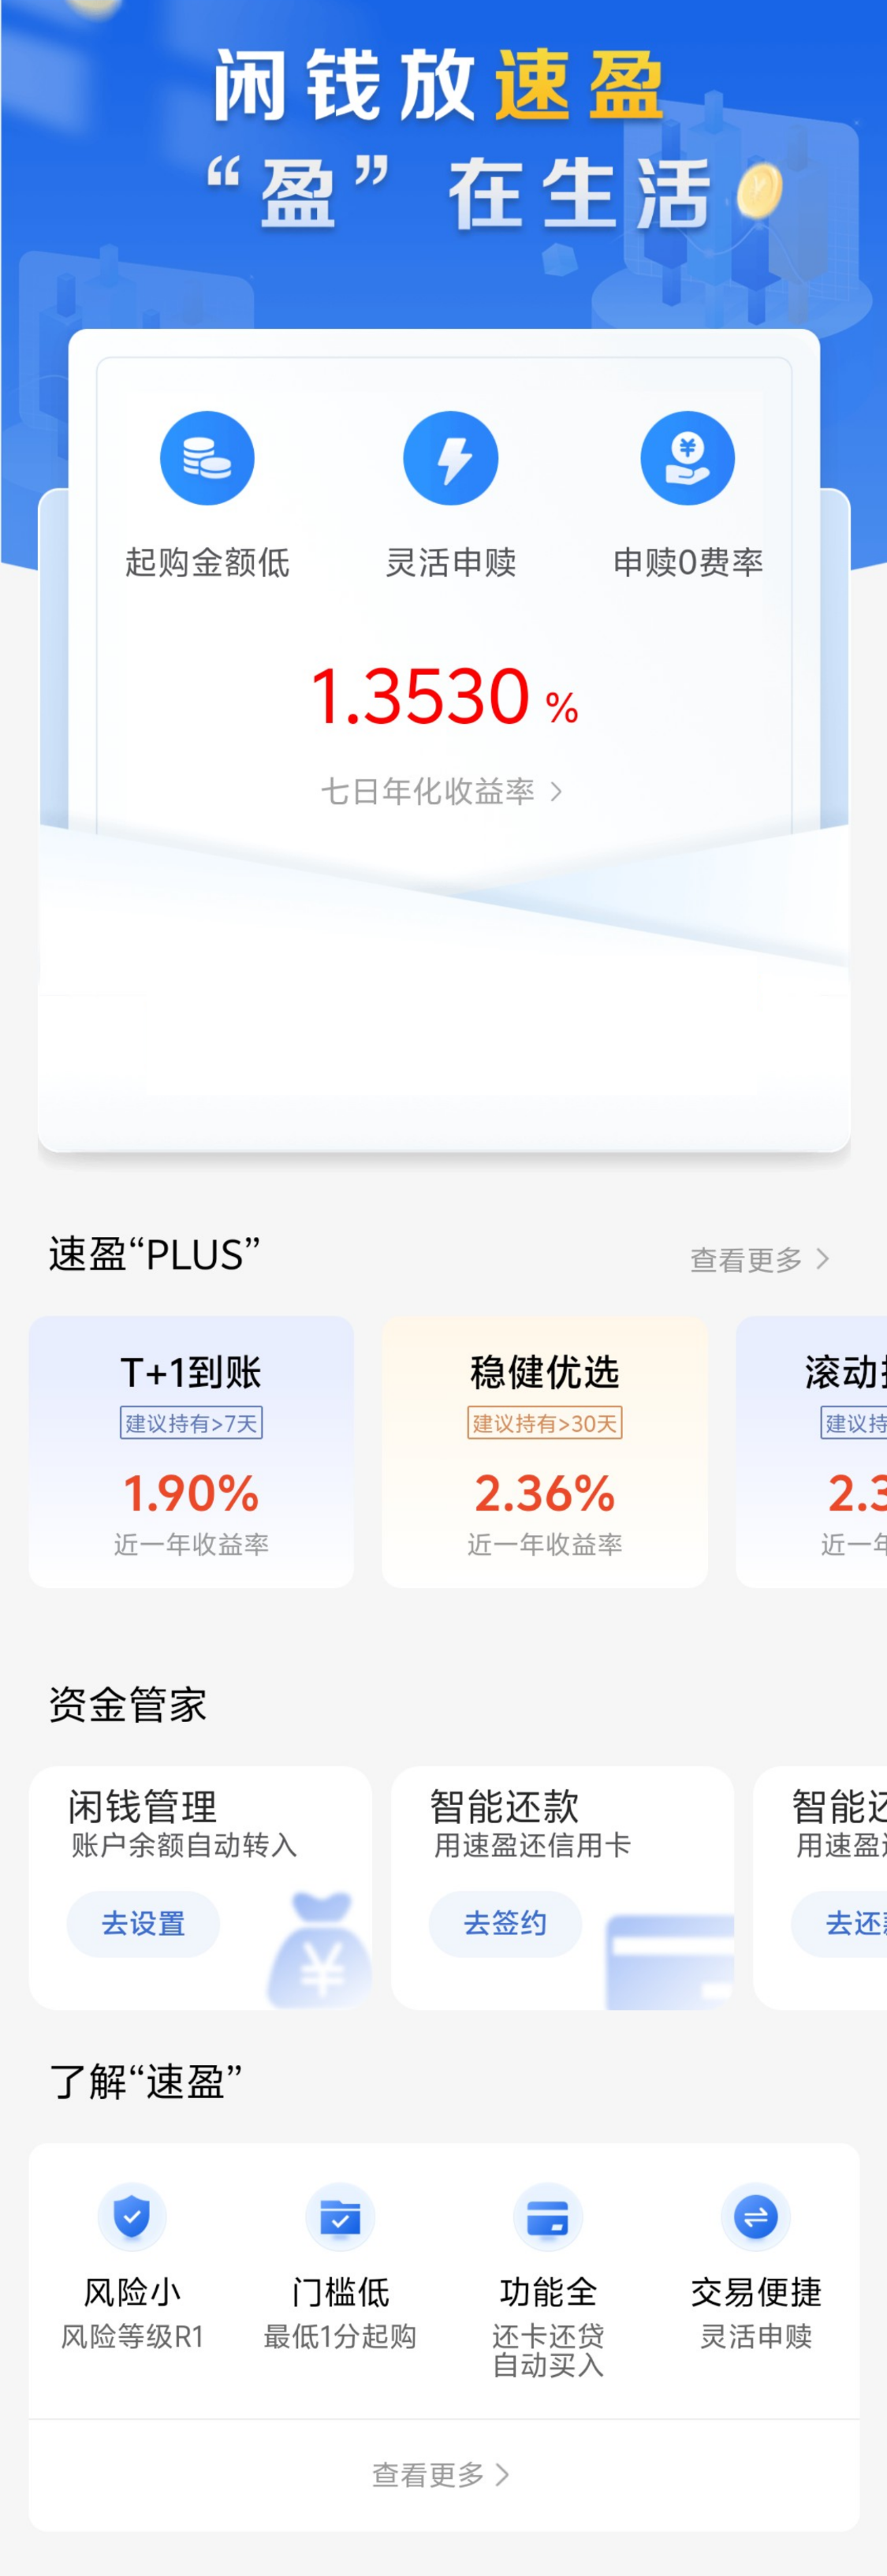 闲钱放速盈
“盈”在生活
起购金额低 灵活申赎 申赎0费率
1.3530 %
七日年化收益率 >
速盈“PLUS” 查看更多 >
T+1到账
建议持有>7天
1.90%
近一年收益率
稳健优选
建议持有>30天
2.36%
近一年收益率
滚动
建议持
2.3
近一年
资金管家
闲钱管理
账户余额自动转入
去设置
¥
智能还款
用速盈还信用卡
去签约
智能还
用速盈
去还
了解“速盈”
风险小
风险等级R1
门槛低
最低1分起购
功能全
还卡还贷
自动买入
交易便捷
灵活申赎
查看更多 >